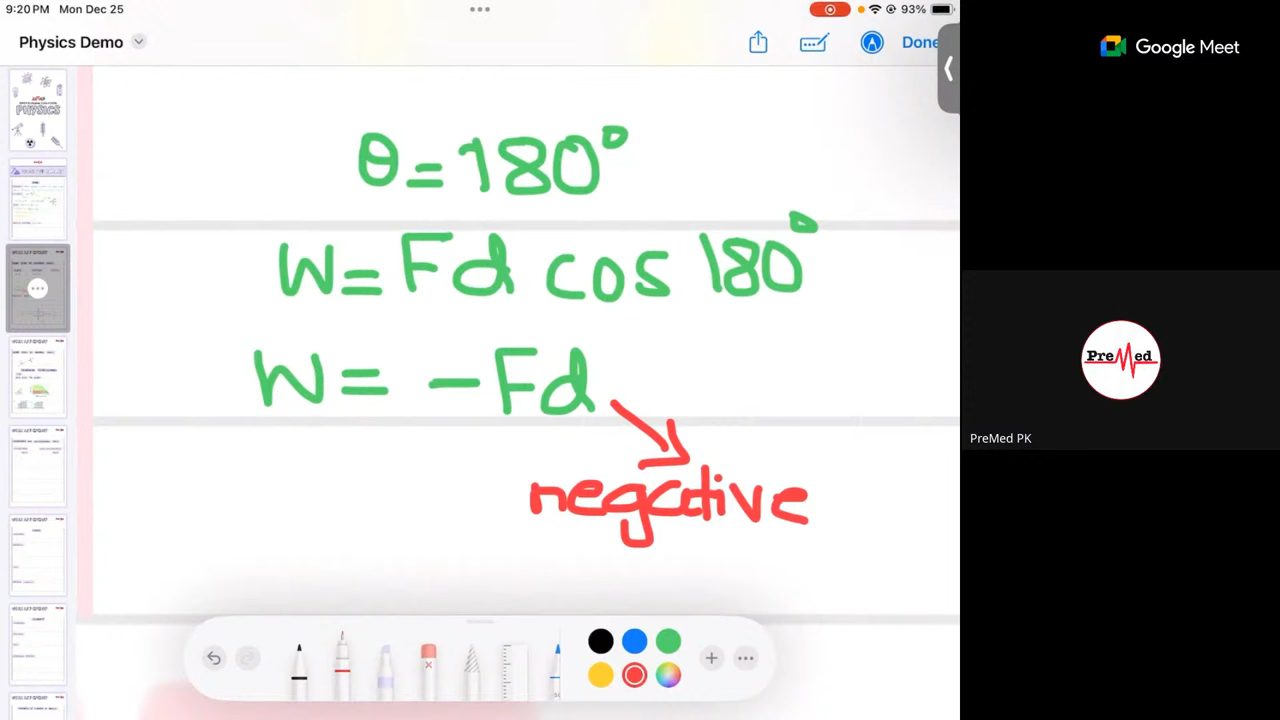 9:20 PM Mon Dec 25
93%
Physics Demo
Done
Google Meet
θ = 180°
W = Fd cos 180°
W = - Fd
negative
PreMed
PreMed PK
PHYSICS